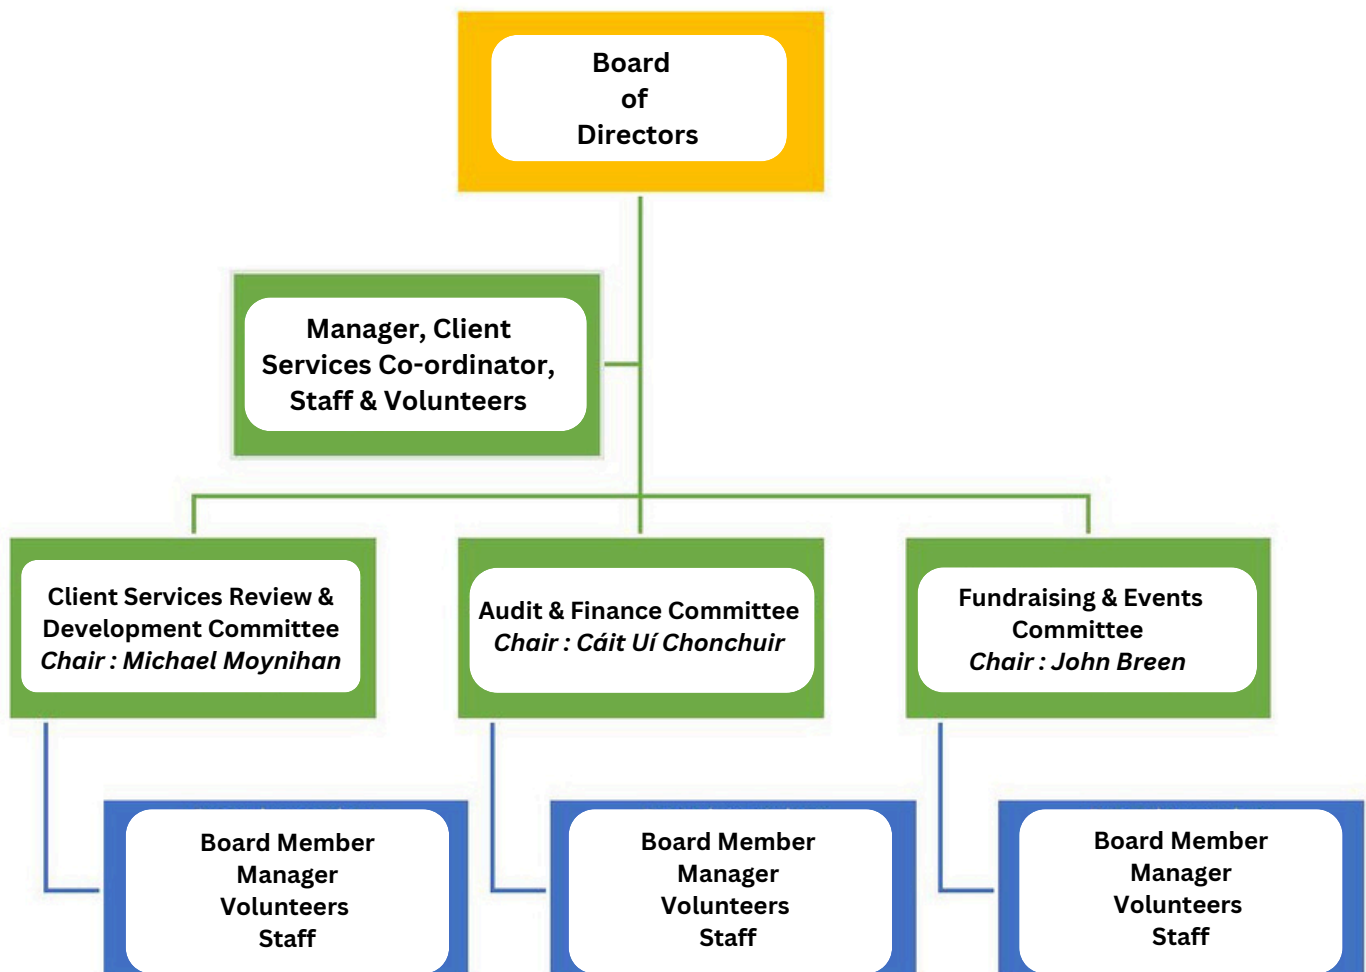 Board
of
Directors
Manager, Client
Services Co-ordinator,
Staff & Volunteers
Client Services Review &
Development Committee
Chair : Michael Moynihan
Audit & Finance Committee
Chair : Cáit Uí Chonchuir
Fundraising & Events
Committee
Chair : John Breen
Board Member
Manager
Volunteers
Staff
Board Member
Manager
Volunteers
Staff
Board Member
Manager
Volunteers
Staff